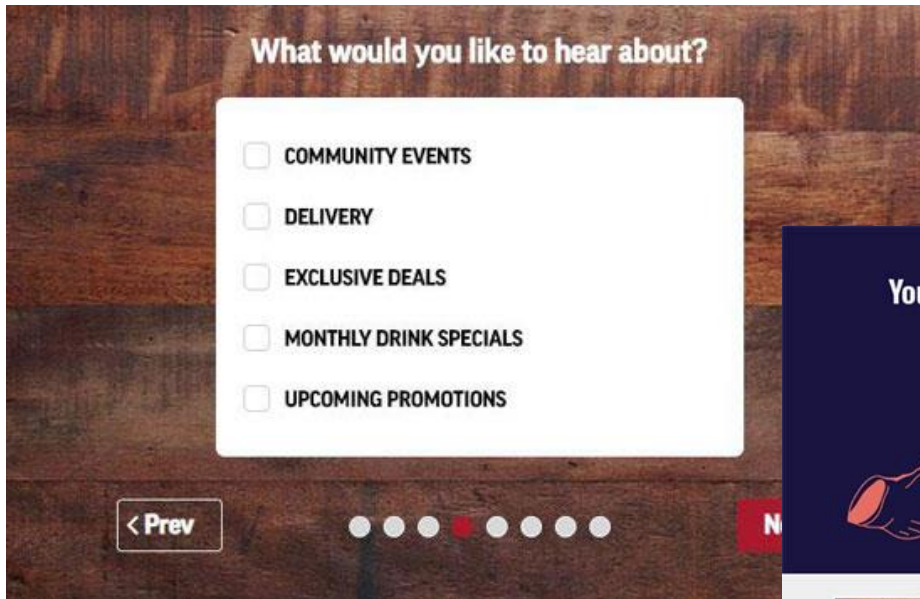 What would you like to hear about?
COMMUNITY EVENTS
DELIVERY
EXCLUSIVE DEALS
MONTHLY DRINK SPECIALS
UPCOMING PROMOTIONS
< Prev